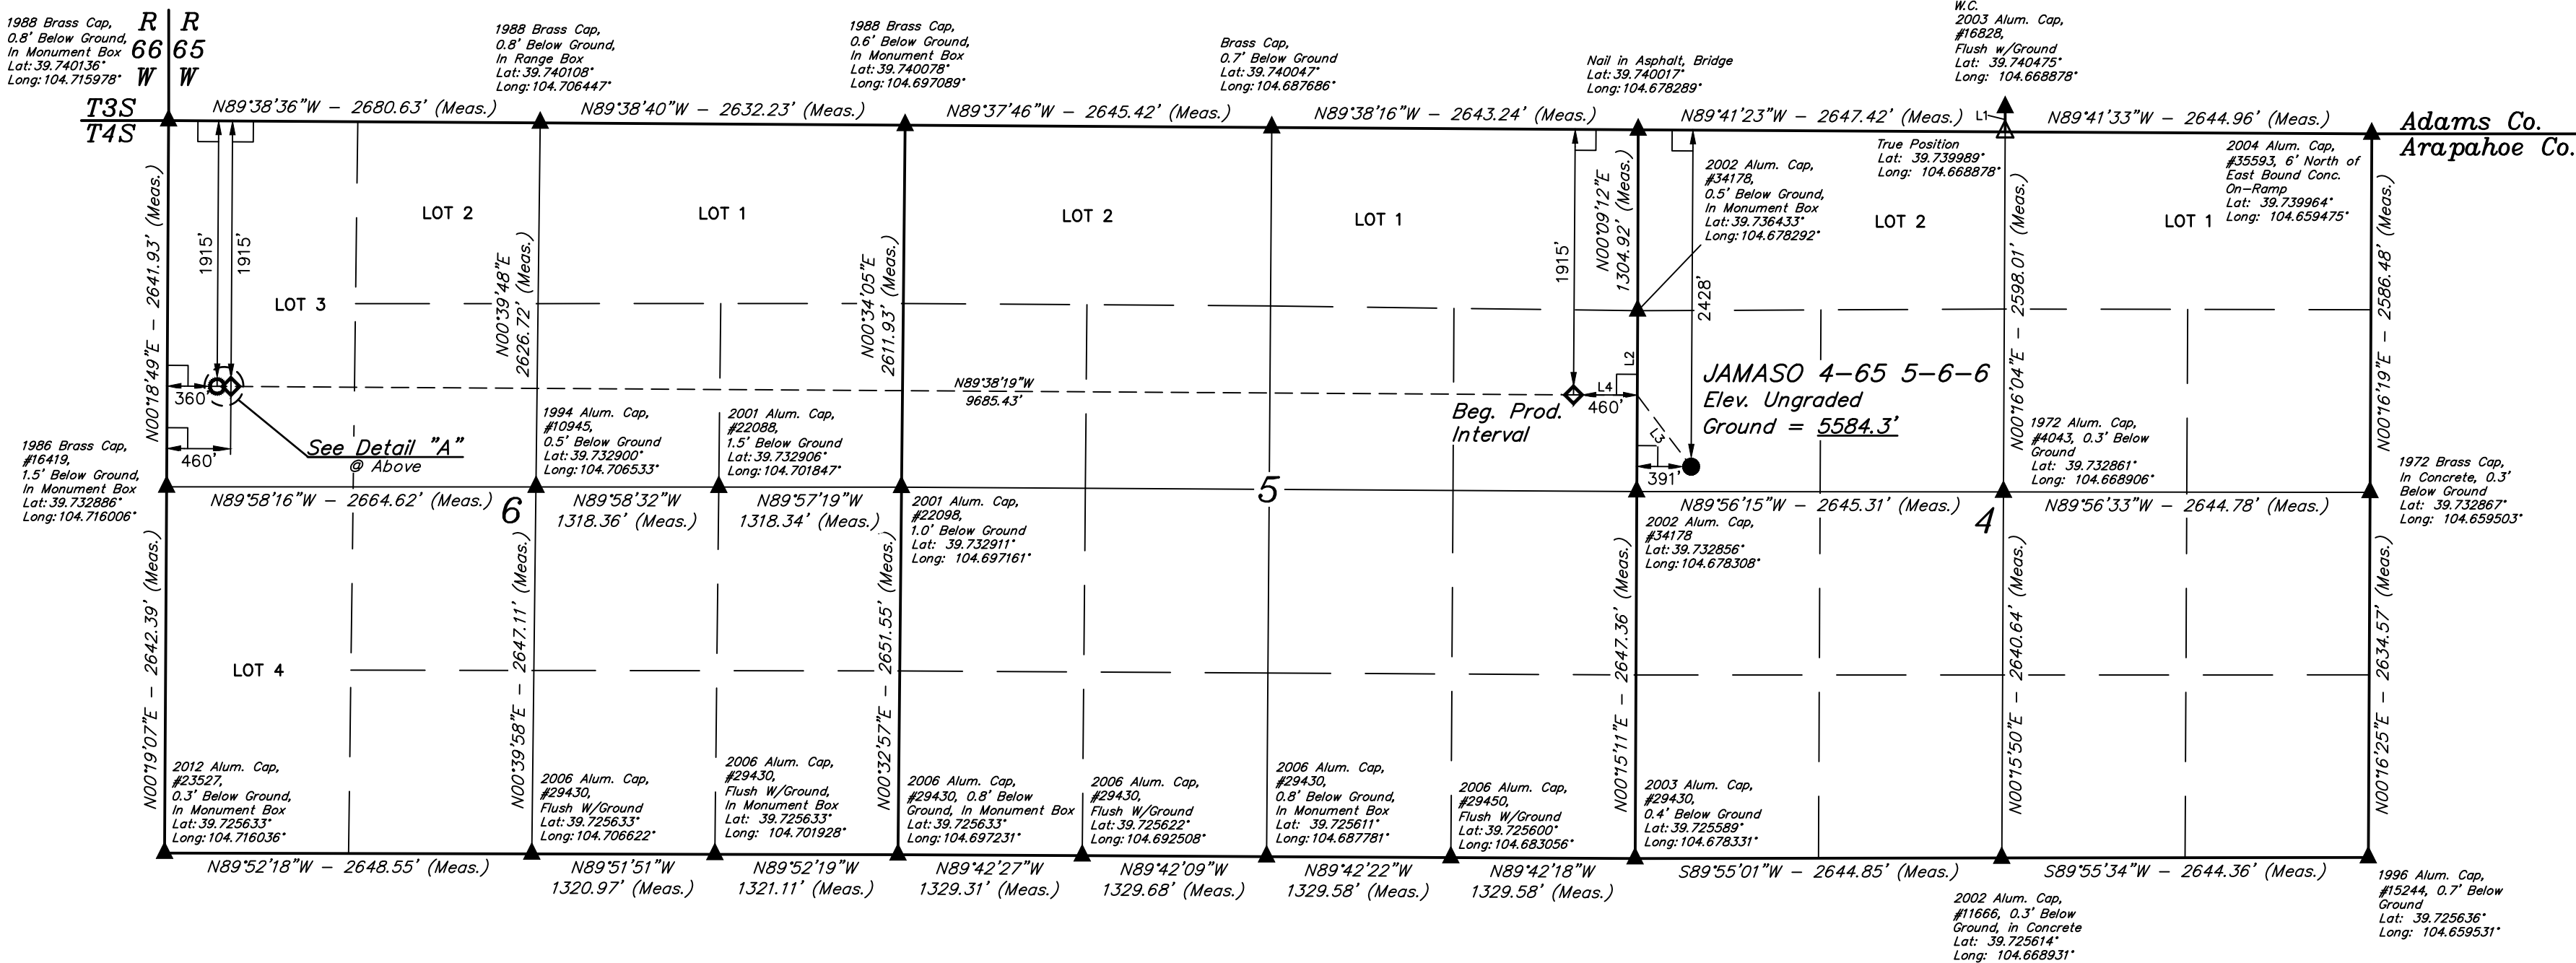 1988 Brass Cap,
0.8' Below Ground,
In Monument Box
Lat:39.740136°
Long:104.715978°
R R
66 65
W W
T3S
T4S
1988 Brass Cap,
0.8' Below Ground,
In Range Box
Lat:39.740108°
Long:104.706447°
1988 Brass Cap,
0.6' Below Ground,
In Monument Box
Lat:39.740078°
Long:104.697089°
Brass Cap,
0.7' Below Ground
Lat:39.740047°
Long:104.687686°
Nail in Asphalt, Bridge
Lat:39.740017°
Long:104.678289°
W.C.
2003 Alum. Cap,
#16828,
Flush w/Ground
Lat: 39.740475°
Long: 104.668878°
N89°38'36"W - 2680.63' (Meas.)
N89°38'40"W - 2632.23' (Meas.)
N89°37'46"W - 2645.42' (Meas.)
N89°38'16"W - 2643.24' (Meas.)
N89°41'23"W - 2647.42' (Meas.)
L1
N89°41'33"W - 2644.96' (Meas.)
Adams Co.
Arapahoe Co.
True Position
Lat: 39.739989°
Long: 104.668878°
2004 Alum. Cap,
#35593, 6' North of
East Bound Conc.
On-Ramp
Lat: 39.739964°
Long: 104.659475°
2002 Alum. Cap,
#34178,
0.5' Below Ground,
In Monument Box
Lat:39.736433°
Long:104.678292°
LOT 2
LOT 1
LOT 2
LOT 1
LOT 2
LOT 1
LOT 3
N00°18'49"E - 2641.93' (Meas.)
1915'
1915'
N00°39'48"E
2626.72' (Meas.)
N00°34'05"E
2611.93' (Meas.)
1915'
N00°09'12"E
1304.92' (Meas.)
2428'
N00°16'04"E - 2598.01' (Meas.)
N00°16'19"E - 2586.48' (Meas.)
360'
460'
See Detail "A"
@ Above
N89°38'19"W
9685.43'
L2
L4
460'
L3
391'
Beg. Prod.
Interval
JAMASO 4-65 5-6-6
Elev. Ungraded
Ground = 5584.3'
1986 Brass Cap,
#16419,
1.5' Below Ground,
In Monument Box
Lat:39.732886°
Long:104.716006°
1994 Alum. Cap,
#10945,
0.5' Below Ground
Lat:39.732900°
Long:104.706533°
2001 Alum. Cap,
#22088,
1.5' Below Ground
Lat:39.732906°
Long:104.701847°
1972 Alum. Cap,
#4043, 0.3' Below
Ground
Lat: 39.732861°
Long: 104.668906°
1972 Brass Cap,
In Concrete, 0.3'
Below Ground
Lat: 39.732867°
Long: 104.659503°
N89°58'16"W - 2664.62' (Meas.)
6
N89°58'32"W
1318.36' (Meas.)
N89°57'19"W
1318.34' (Meas.)
5
N89°56'15"W - 2645.31' (Meas.)
4
N89°56'33"W - 2644.78' (Meas.)
2001 Alum. Cap,
#22098,
1.0' Below Ground
Lat: 39.732911°
Long: 104.697161°
2002 Alum. Cap,
#34178
Lat:39.732856°
Long:104.678308°
LOT 4
N00°19'07"E - 2642.39' (Meas.)
N00°39'58"E - 2647.11' (Meas.)
N00°32'57"E - 2651.55' (Meas.)
N00°15'11"E - 2647.36' (Meas.)
N00°15'50"E - 2640.64' (Meas.)
N00°16'25"E - 2634.57' (Meas.)
2012 Alum. Cap,
#23527,
0.3' Below Ground,
In Monument Box
Lat:39.725633°
Long:104.716036°
2006 Alum. Cap,
#29430,
Flush W/Ground
Lat:39.725633°
Long:104.706622°
2006 Alum. Cap,
#29430,
Flush W/Ground,
In Monument Box
Lat: 39.725633°
Long: 104.701928°
2006 Alum. Cap,
#29430, 0.8' Below
Ground, In Monument Box
Lat:39.725633°
Long:104.697231°
2006 Alum. Cap,
#29430,
Flush W/Ground
Lat:39.725622°
Long:104.692508°
2006 Alum. Cap,
#29430,
0.8' Below Ground,
In Monument Box
Lat: 39.725611°
Long:104.687781°
2006 Alum. Cap,
#29450,
Flush W/Ground
Lat:39.725600°
Long:104.683056°
2003 Alum. Cap,
#29430,
0.4' Below Ground
Lat:39.725589°
Long:104.678331°
N89°52'18"W - 2648.55' (Meas.)
N89°51'51"W
1320.97' (Meas.)
N89°52'19"W
1321.11' (Meas.)
N89°42'27"W
1329.31' (Meas.)
N89°42'09"W
1329.68' (Meas.)
N89°42'22"W
1329.58' (Meas.)
N89°42'18"W
1329.58' (Meas.)
S89°55'01"W - 2644.85' (Meas.)
S89°55'34"W - 2644.36' (Meas.)
2002 Alum. Cap,
#11666, 0.3' Below
Ground, in Concrete
Lat: 39.725614°
Long: 104.668931°
1996 Alum. Cap,
#15244, 0.7' Below
Ground
Lat: 39.725636°
Long: 104.659531°